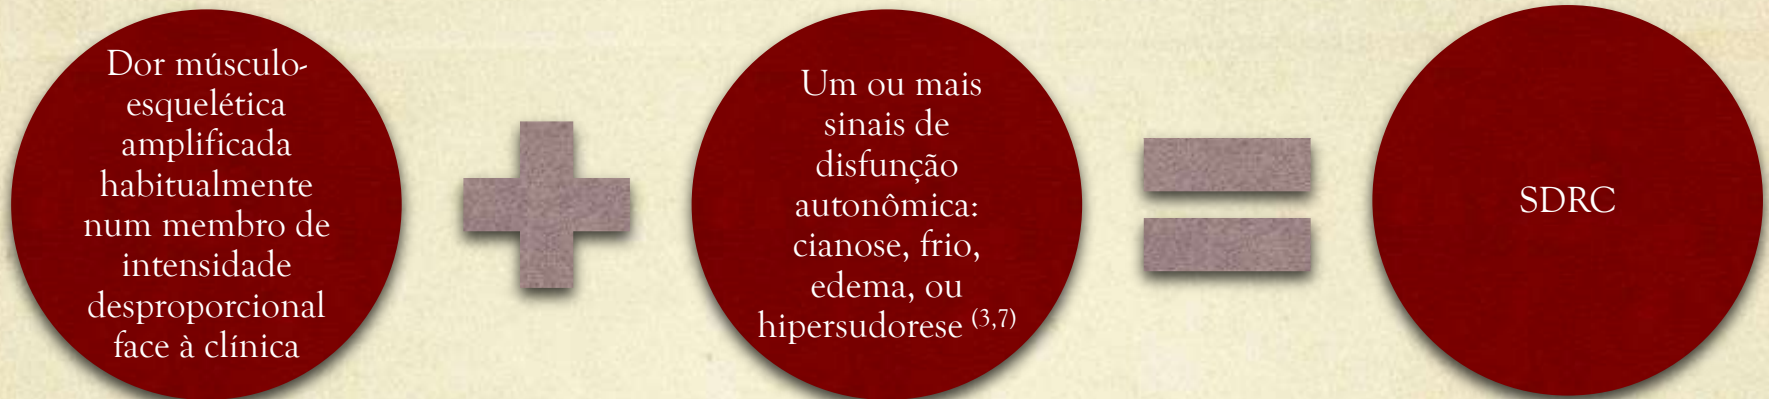 Dor músculo-
esquelética
amplificada
habitualmente
num membro de
intensidade
desproporcional
face à clínica
Um ou mais
sinais de
disfunção
autonômica:
cianose, frio,
edema, ou
hipersudorese (3,7)
SDRC